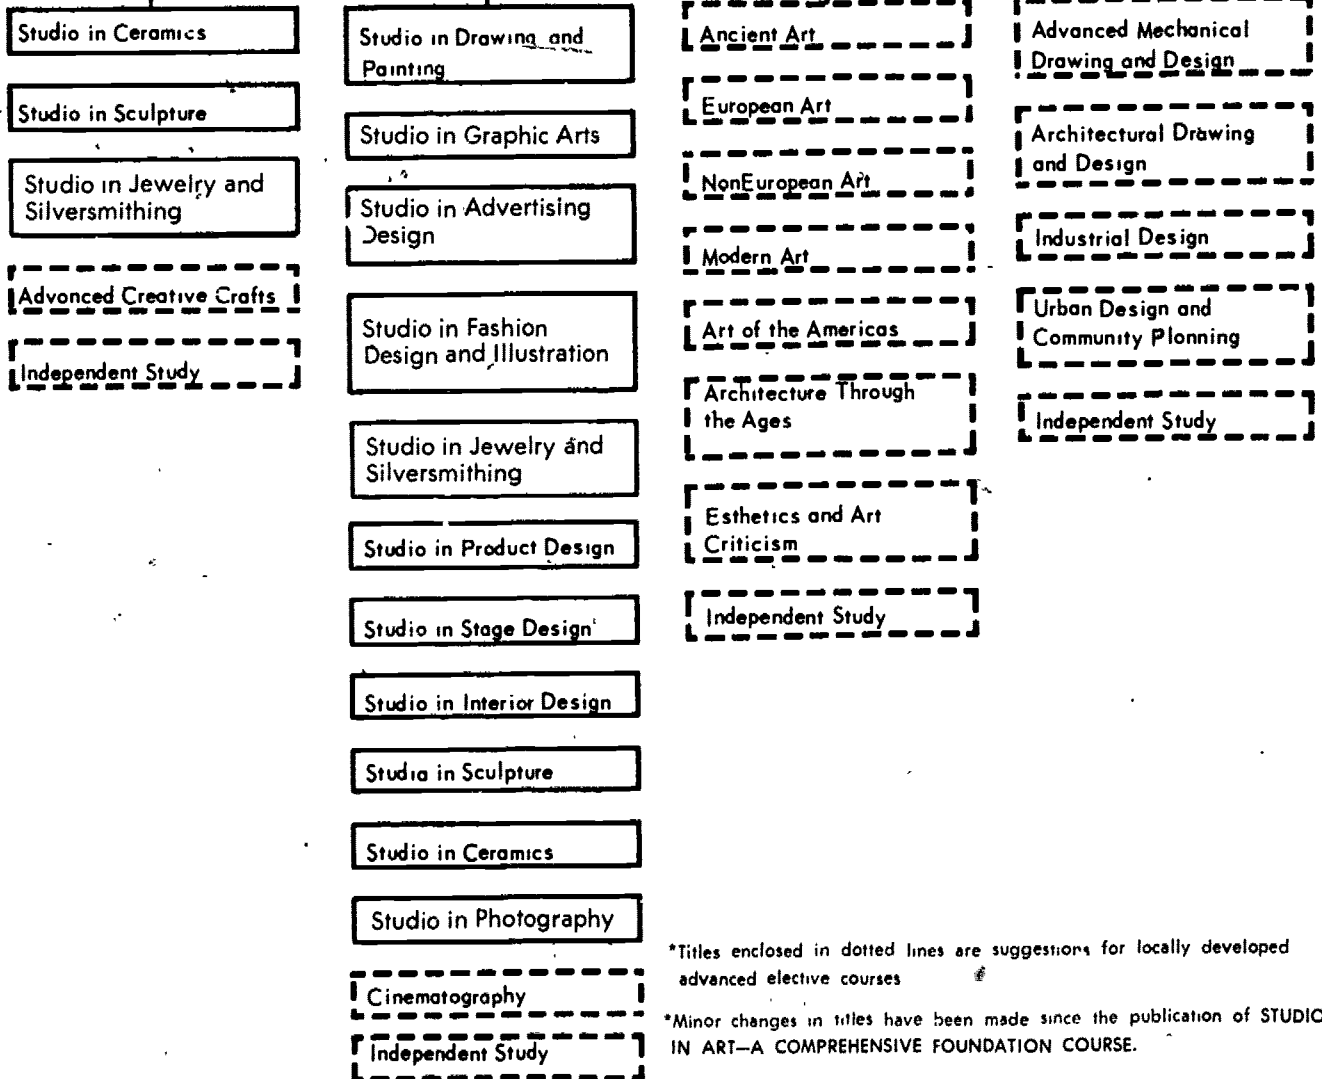 Studio in Ceramics
Studio in Sculpture
Studio in Jewelry and
Silversmithing
Advonced Creative Crafts
Independent Study
Studio in Drawing and
Painting
Studio in Graphic Arts
Studio in Advertising
Design
Studio in Fashion
Design and Illustration
Studio in Jewelry and
Silversmithing
Studio in Product Design
Studio in Stage Design
Studio in Interior Design
Studia in Sculpture
Studio in Ceramics
Studio in Photography
Cinematography
Independent Study
Ancient Art
European Art
NonEuropean Art
Modern Art
Art of the Americas
Architecture Through
the Ages
Esthetics and Art
Criticism
Independent Study
Advanced Mechanical
Drawing and Design
Architectural Drawing
and Design
Industrial Design
Urban Design and
Community Plonning
Independent Study
*Titles enclosed in dotted lines are suggestions for locally developed
advanced elective courses
*Minor changes in titles have been made since the publication of STUDIO
IN ART—A COMPREHENSIVE FOUNDATION COURSE.